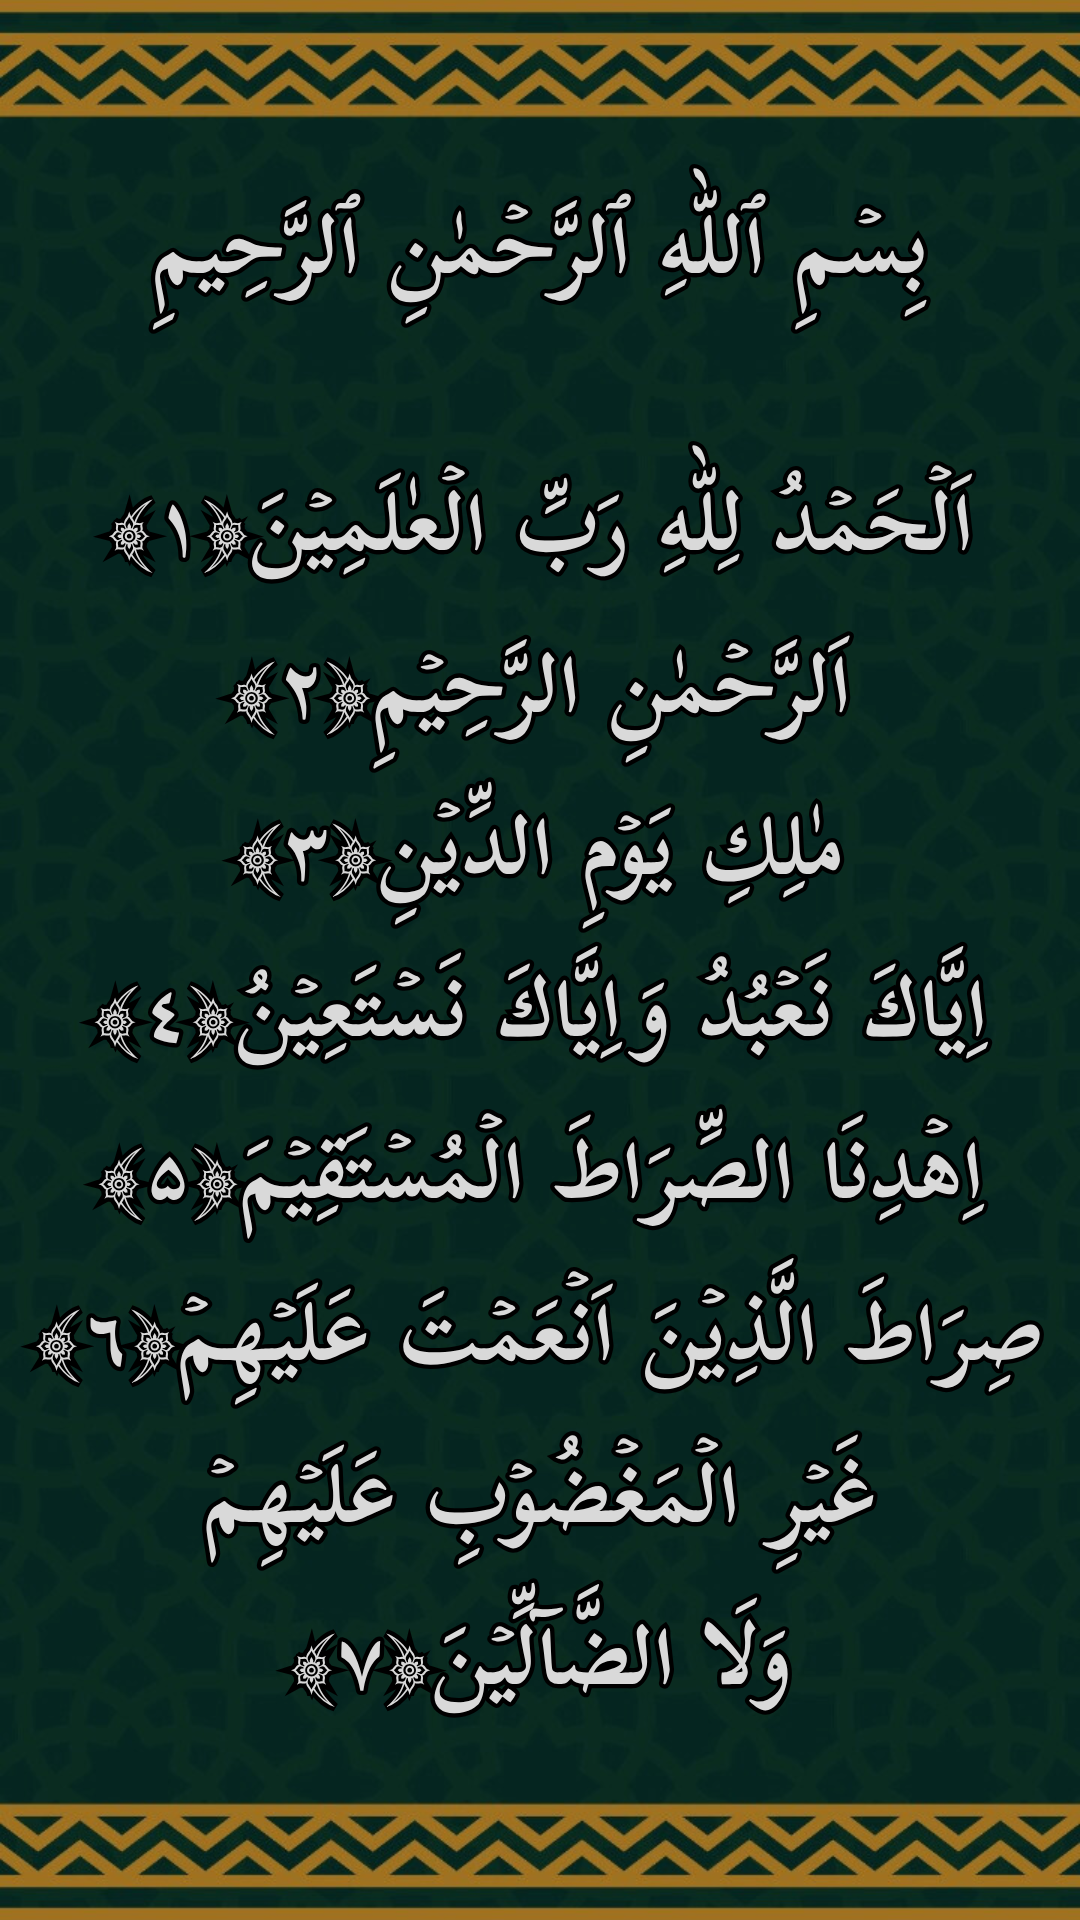 بِسۡمِ ٱللّٰهِ ٱلرَّحۡمٰنِ ٱلرَّحِيمِ
اَلۡحَمۡدُ لِلّٰهِ رَبِّ الۡعٰلَمِيۡنَ﴿١﴾
اَلرَّحۡمٰنِ الرَّحِيۡمِ﴿٢﴾
مٰلِكِ يَوۡمِ الدِّيۡنِ﴿٣﴾
اِيَّاكَ نَعۡبُدُ وَاِيَّاكَ نَسۡتَعِيۡنُ﴿٤﴾
اِهۡدِنَا الصِّرَاطَ الۡمُسۡتَقِيۡمَ﴿۵﴾
صِرَاطَ الَّذِيۡنَ اَنۡعَمۡتَ عَلَيۡهِمۡ﴿٦﴾
غَيۡرِ الۡمَغۡضُوۡبِ عَلَيۡهِمۡ
وَلَا الضَّآلِّيۡنَ﴿٧﴾